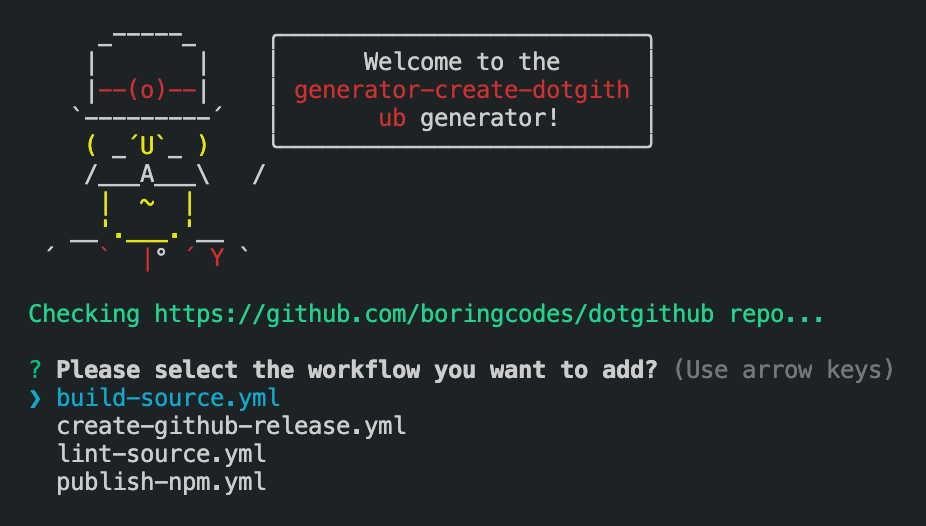 Welcome to the
generator-create-dotgith
ub generator!
Checking https://github.com/boringcodes/dotgithub repo...
? Please select the workflow you want to add? (Use arrow keys)
❯ build-source.yml
create-github-release.yml
lint-source.yml
publish-npm.yml